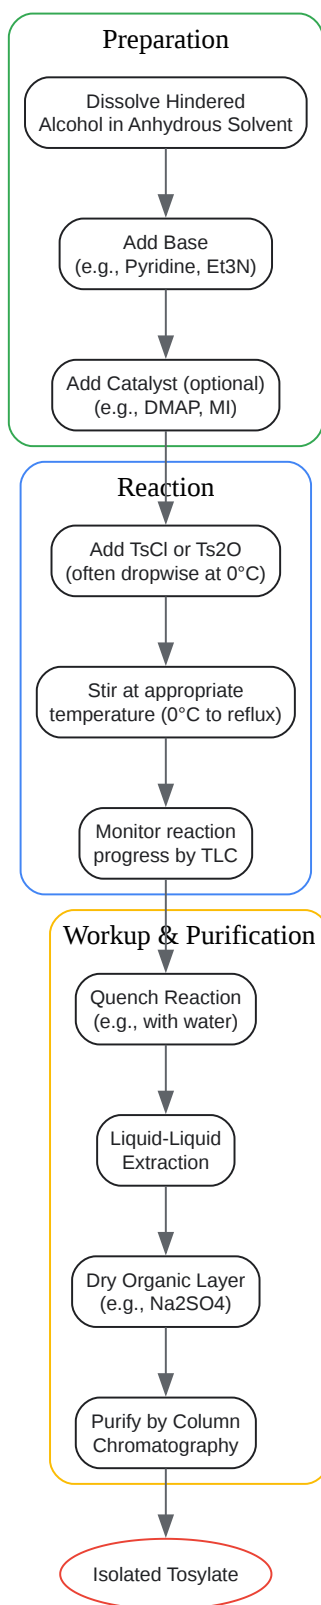 Preparation
Dissolve Hindered
Alcohol in Anhydrous Solvent
Add Base
(e.g., Pyridine, Et3N)
Add Catalyst (optional)
(e.g., DMAP, MI)
Reaction
Add TsCl or Ts2O
(often dropwise at 0°C)
Stir at appropriate
temperature (0°C to reflux)
Monitor reaction
progress by TLC
Workup & Purification
Quench Reaction
(e.g., with water)
Liquid-Liquid
Extraction
Dry Organic Layer
(e.g., Na2SO4)
Purify by Column
Chromatography
Isolated Tosylate